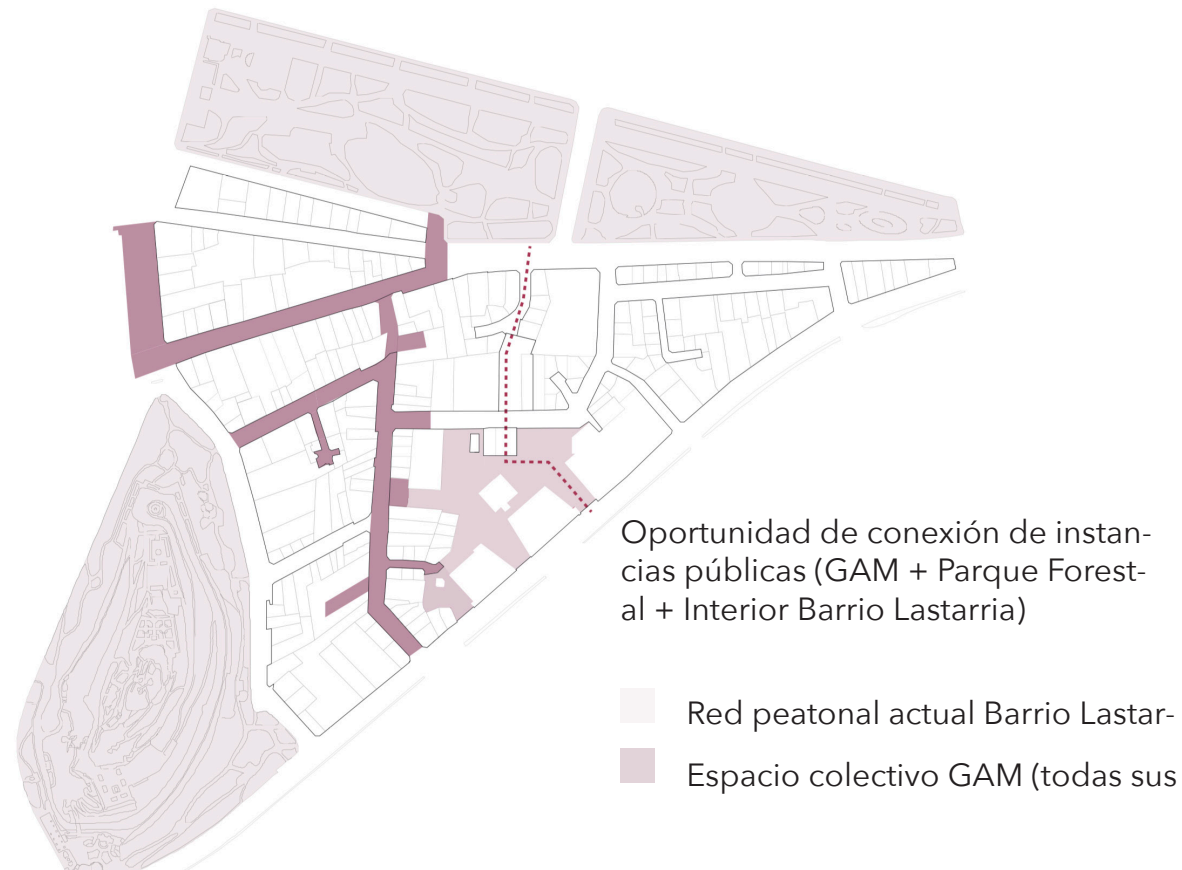 Oportunidad de conexión de instan-
cias públicas (GAM + Parque Forest-
al + Interior Barrio Lastarria)
Red peatonal actual Barrio Lastar-
Espacio colectivo GAM (todas sus